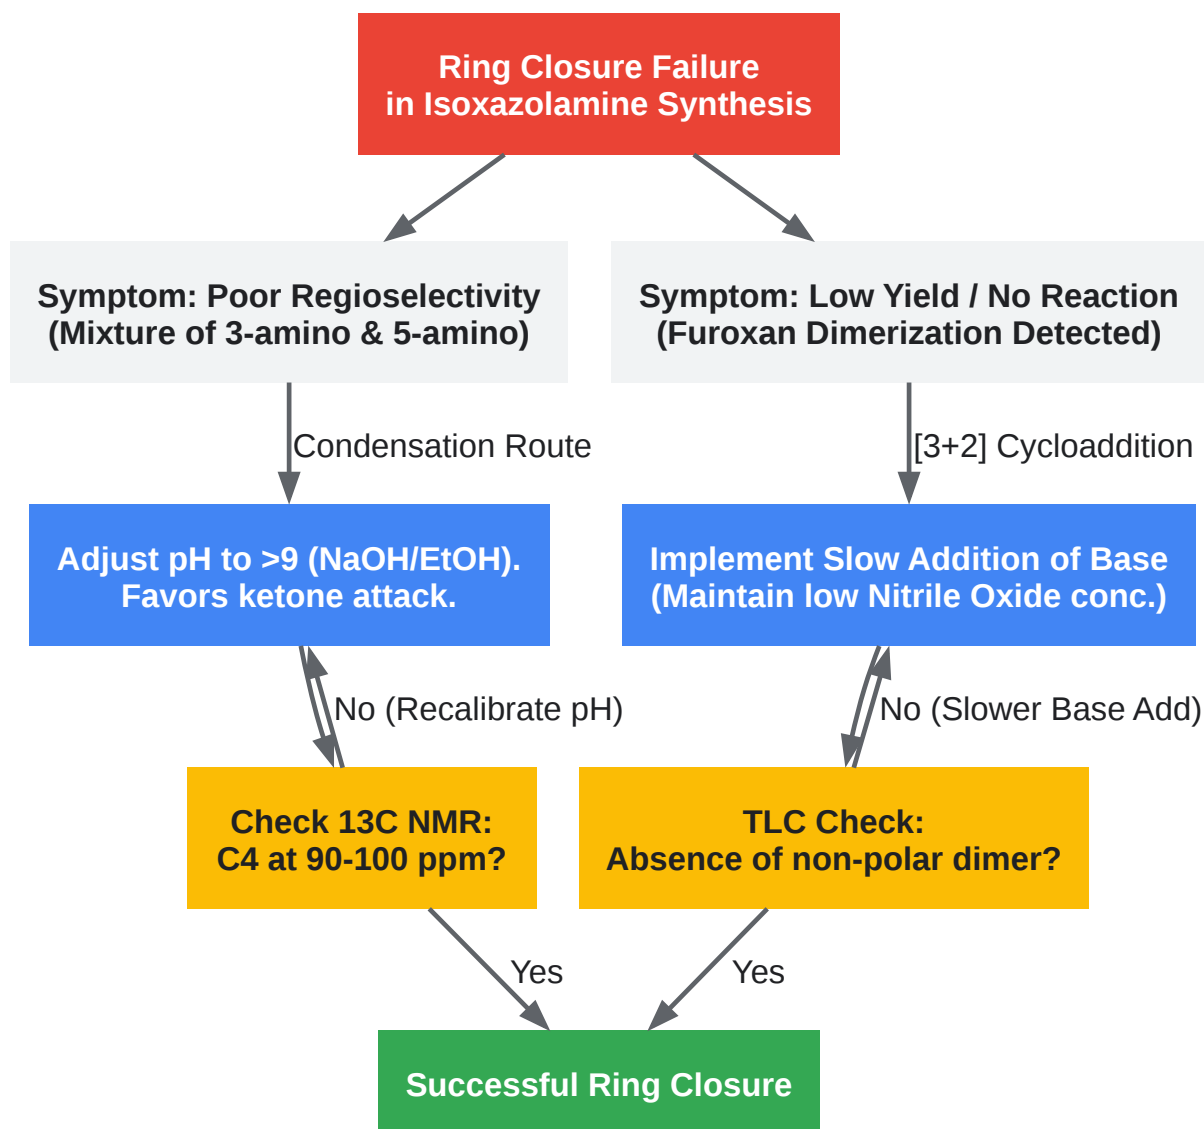 Ring Closure Failure
in Isoxazolamine Synthesis
Symptom: Poor Regioselectivity
(Mixture of 3-amino & 5-amino)
Symptom: Low Yield / No Reaction
(Furoxan Dimerization Detected)
Condensation Route
[3+2] Cycloaddition
Adjust pH to >9 (NaOH/EtOH).
Favors ketone attack.
Implement Slow Addition of Base
(Maintain low Nitrile Oxide conc.)
No (Recalibrate pH)
No (Slower Base Add)
Check 13C NMR:
C4 at 90-100 ppm?
TLC Check:
Absence of non-polar dimer?
Yes
Yes
Successful Ring Closure